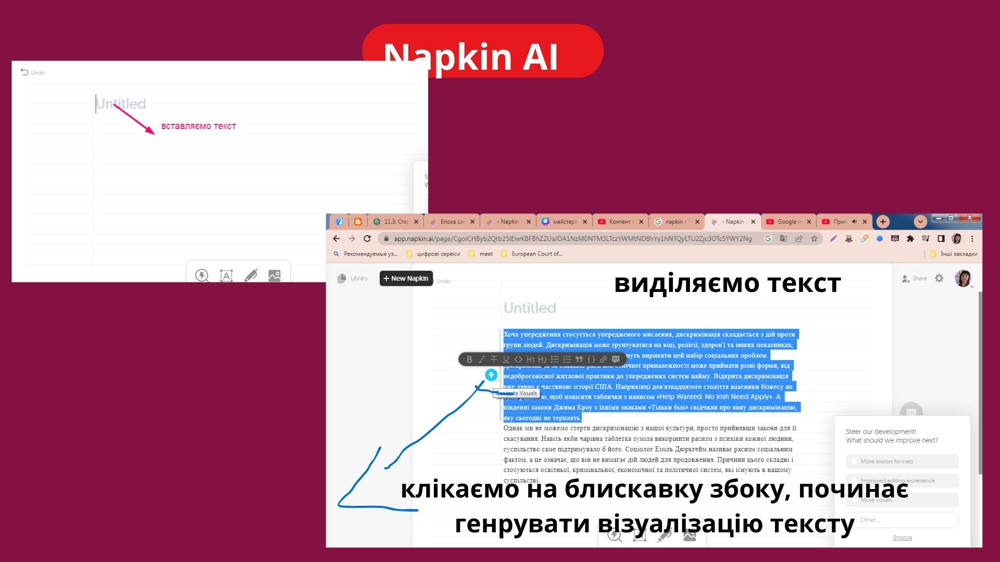 Napkin AI
Undo
Untitled
вставляємо текст
11.3: Стер
Епоха са
- Napkin
майстерк
Контент к
napkin -
- Napkin
Google m
Приг
app.napkin.ai/page/CgoiCHByb2Qtb25lEiwKBFBhZ2UaJDA1NzM0NTM3LTczYWMtNDBhYy1hNTQyLTU2Zjc3OTc5YWY2Ng
Рекомендуемые уз...
цифрові сервіси
meet
European Court of...
Інші закладки
Library
+ New Napkin
Undo
виділяємо текст
Share
Untitled
Хоча упередження стосується упередженого мислення, дискримінація складається з дій проти
групи людей. Дискримінація може ґрунтуватися на віці, релігії, здоров'ї та інших показниках;
B I T U <> H1 H2
нуть вирішити цей набір соціальних проблем.
Дискримінація за ознакою раси або етнічної приналежності може приймати різні форми, від
недобросовісної житлової практики до упереджених систем найму. Відкрита дискримінація
вже давно є частиною історії США. Наприкінці дев'ятнадцятого століття власники бізнесу не
Generate Visuals
щоб повісити таблички з написом «Help Wanted: No Irish Need Apply». А
південні закони Джима Кроу з їхніми знаками «Тільки білі» свідчили про явну дискримінацію,
яку сьогодні не терплять.
Однак ми не можемо стерти дискримінацію з нашої культури, просто прийнявши закони для її
скасування. Навіть якби чарівна таблетка зуміла викорінити расизм з психіки кожної людини,
суспільство саме підтримувало б його. Соціолог Еміль Дюркгейм називає расизм соціальним
фактом, а це означає, що він не вимагає дій людей для продовження. Причини цього складні і
стосуються освітньої, кримінальної, економічної та політичної систем, які існують в нашому
суспільстві.
клікаємо на блискавку збоку, починає
генрувати візуалізацію тексту
Steer our development!
What should we improve next?
More export formats
Improved editing experience
More visuals
Other...
Snooze